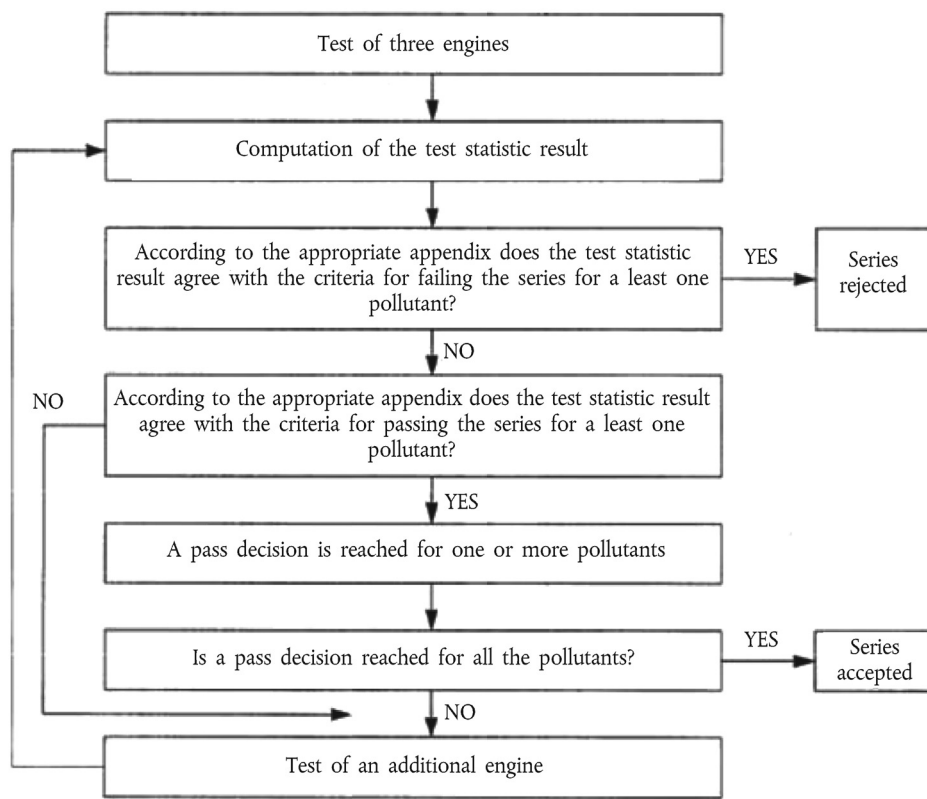 Test of three engines
Computation of the test statistic result
According to the appropriate appendix does the test statistic
result agree with the criteria for failing the series for a least one
pollutant?
YES
Series
rejected
NO
According to the appropriate appendix does the test statistic result
agree with the criteria for passing the series for a least one
pollutant?
NO
YES
A pass decision is reached for one or more pollutants
Is a pass decision reached for all the pollutants?
YES
Series
accepted
NO
Test of an additional engine